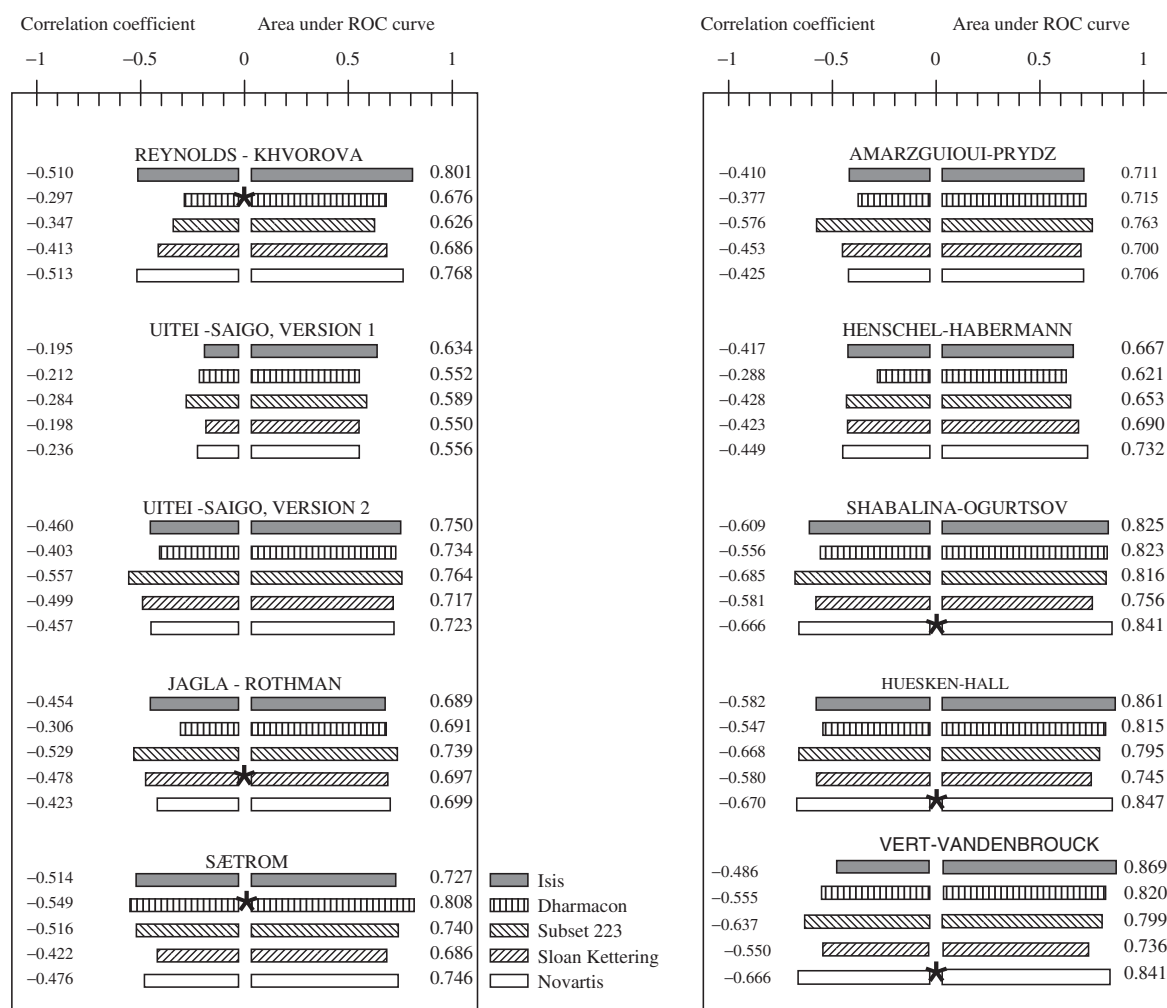 Correlation coefficient Area under ROC curve
−1 −0.5 0 0.5 1
REYNOLDS - KHVOROVA
−0.510 0.801
−0.297 0.676
−0.347 0.626
−0.413 0.686
−0.513 0.768
UITEI -SAIGO, VERSION 1
−0.195 0.634
−0.212 0.552
−0.284 0.589
−0.198 0.550
−0.236 0.556
UITEI -SAIGO, VERSION 2
−0.460 0.750
−0.403 0.734
−0.557 0.764
−0.499 0.717
−0.457 0.723
JAGLA - ROTHMAN
−0.454 0.689
−0.306 0.691
−0.529 0.739
−0.478 0.697
−0.423 0.699
SÆTROM
−0.514 0.727
−0.549 0.808
−0.516 0.740
−0.422 0.686
−0.476 0.746
Isis
Dharmacon
Subset 223
Sloan Kettering
Novartis
Correlation coefficient Area under ROC curve
−1 −0.5 0 0.5 1
AMARZGUIOUI-PRYDZ
−0.410 0.711
−0.377 0.715
−0.576 0.763
−0.453 0.700
−0.425 0.706
HENSCHEL-HABERMANN
−0.417 0.667
−0.288 0.621
−0.428 0.653
−0.423 0.690
−0.449 0.732
SHABALINA-OGURTSOV
−0.609 0.825
−0.556 0.823
−0.685 0.816
−0.581 0.756
−0.666 0.841
HUESKEN-HALL
−0.582 0.861
−0.547 0.815
−0.668 0.795
−0.580 0.745
−0.670 0.847
VERT-VANDENBROUCK
−0.486 0.869
−0.555 0.820
−0.637 0.799
−0.550 0.736
−0.666 0.841